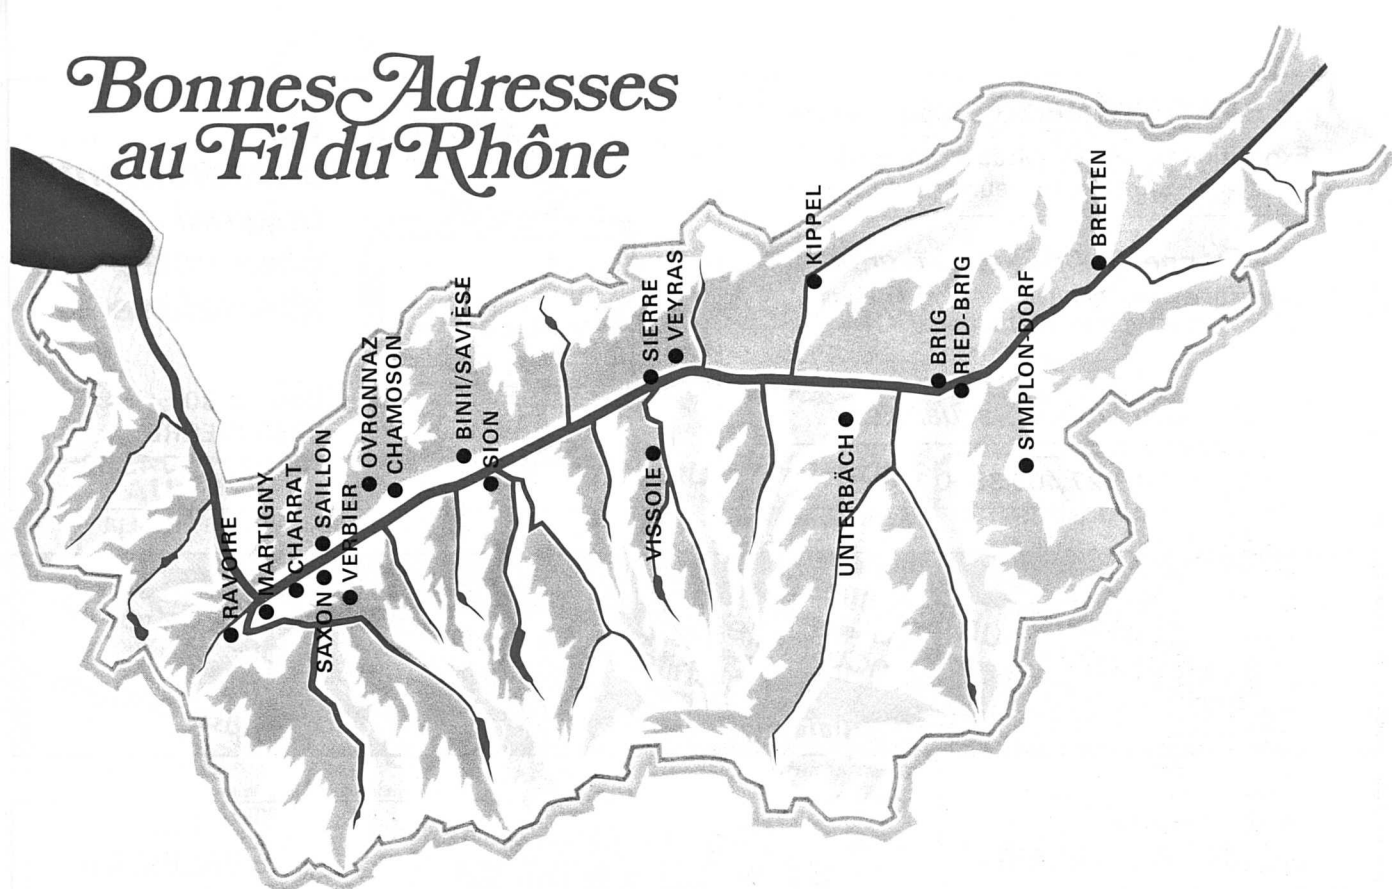 Bonnes Adresses
au Fil du Rhône
RAVOIRE
MARTIGNY
CHARRAT
SAXON
SAILLON
VERBIER
OVRONNAZ
CHAMOSON
BINII/SAVIÈSE
SION
VISSOIE
SIERRE
VEYRAS
KIPPEL
UNTERBÄCH
BRIG
RIED-BRIG
SIMPLON-DORF
BREITEN